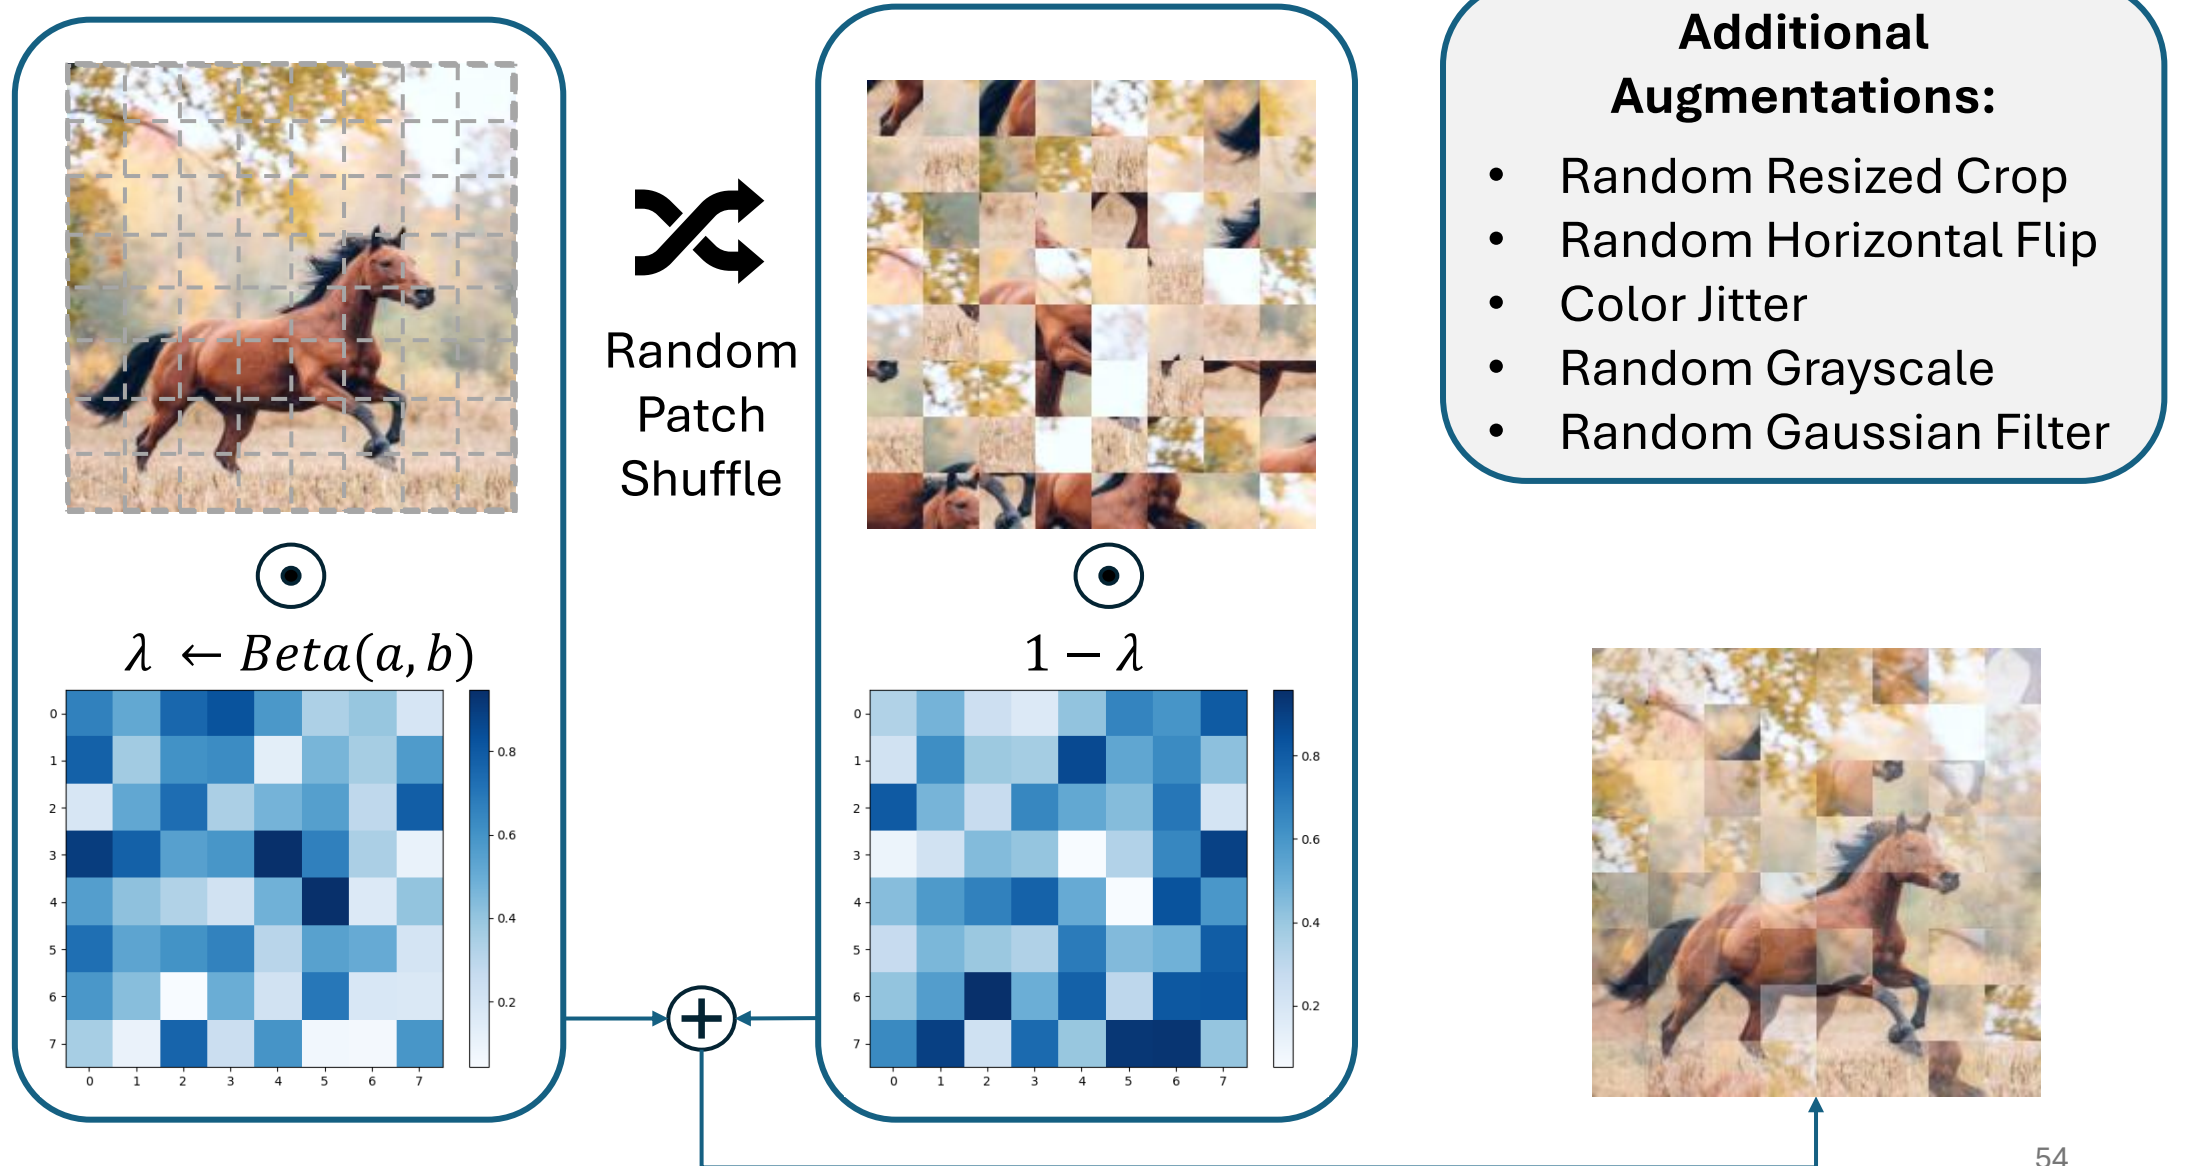 Additional
Augmentations:
• Random Resized Crop
• Random Horizontal Flip
• Color Jitter
• Random Grayscale
• Random Gaussian Filter
Random
Patch
Shuffle
λ ← Beta(a, b)
0
1
2
3
4
5
6
7
0 1 2 3 4 5 6 7
0.8
0.6
0.4
0.2
1 − λ
0
1
2
3
4
5
6
7
0 1 2 3 4 5 6 7
0.8
0.6
0.4
0.2
54